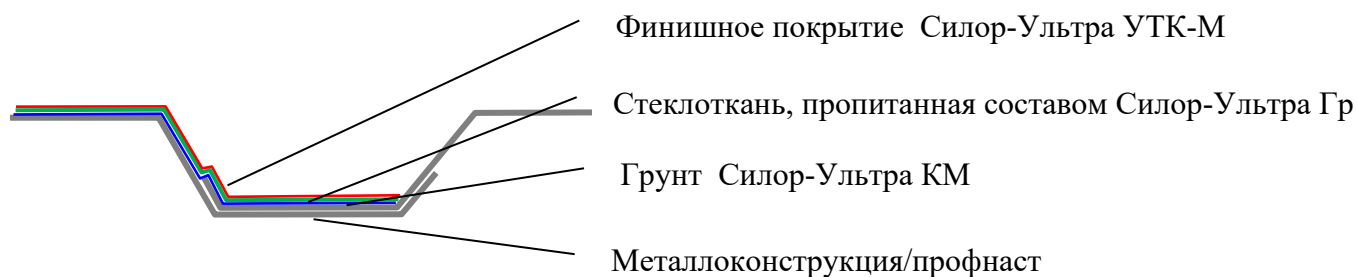 Финишное покрытие Силор-Ультра УТК-М
Стеклоткань, пропитанная составом Силор-Ультра Гр
Грунт Силор-Ультра КМ
Металлоконструкция/профнаст